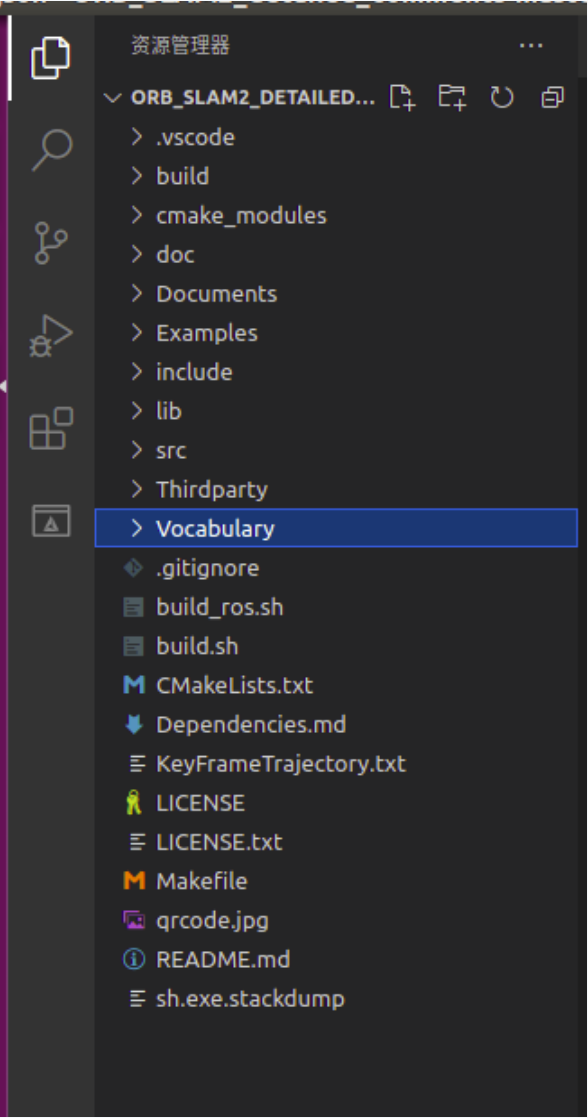 资源管理器
ORB_SLAM2_DETAILED...
.vscode
build
cmake_modules
doc
Documents
Examples
include
lib
src
Thirdparty
Vocabulary
.gitignore
build_ros.sh
build.sh
CMakeLists.txt
Dependencies.md
KeyFrameTrajectory.txt
LICENSE
LICENSE.txt
Makefile
qrcode.jpg
README.md
sh.exe.stackdump